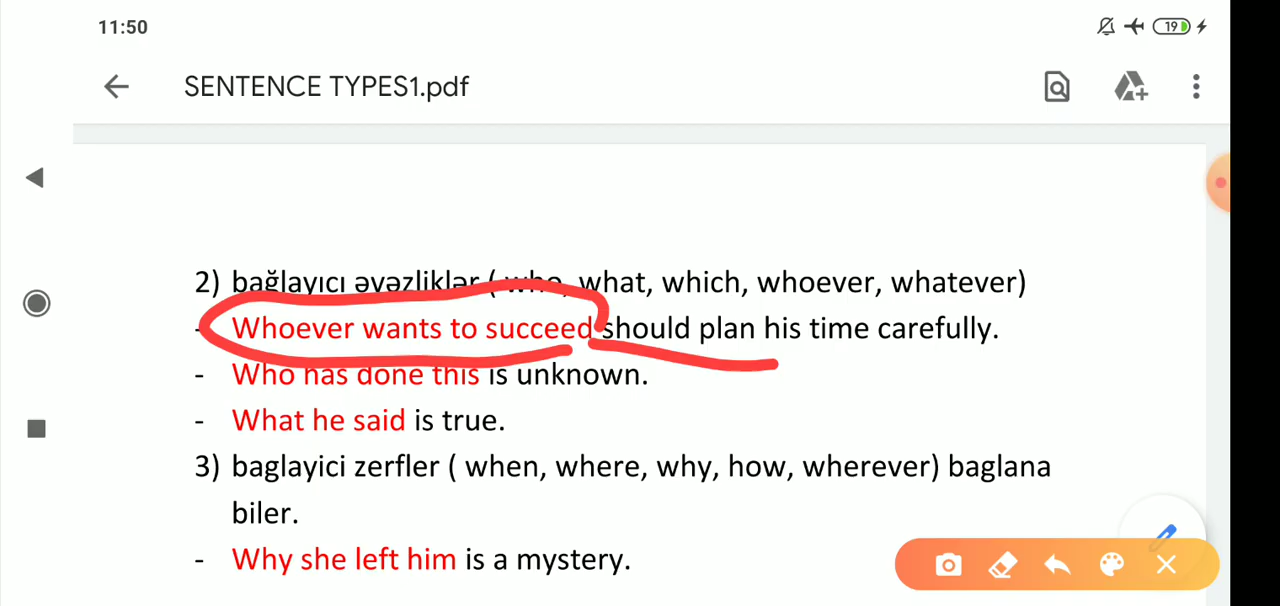 11:50
19
SENTENCE TYPES1.pdf
2) bağlayıcı əvəzliklər ( who, what, which, whoever, whatever)
- Whoever wants to succeed should plan his time carefully.
- Who has done this is unknown.
- What he said is true.
3) baglayici zerfler ( when, where, why, how, wherever) baglana
biler.
- Why she left him is a mystery.